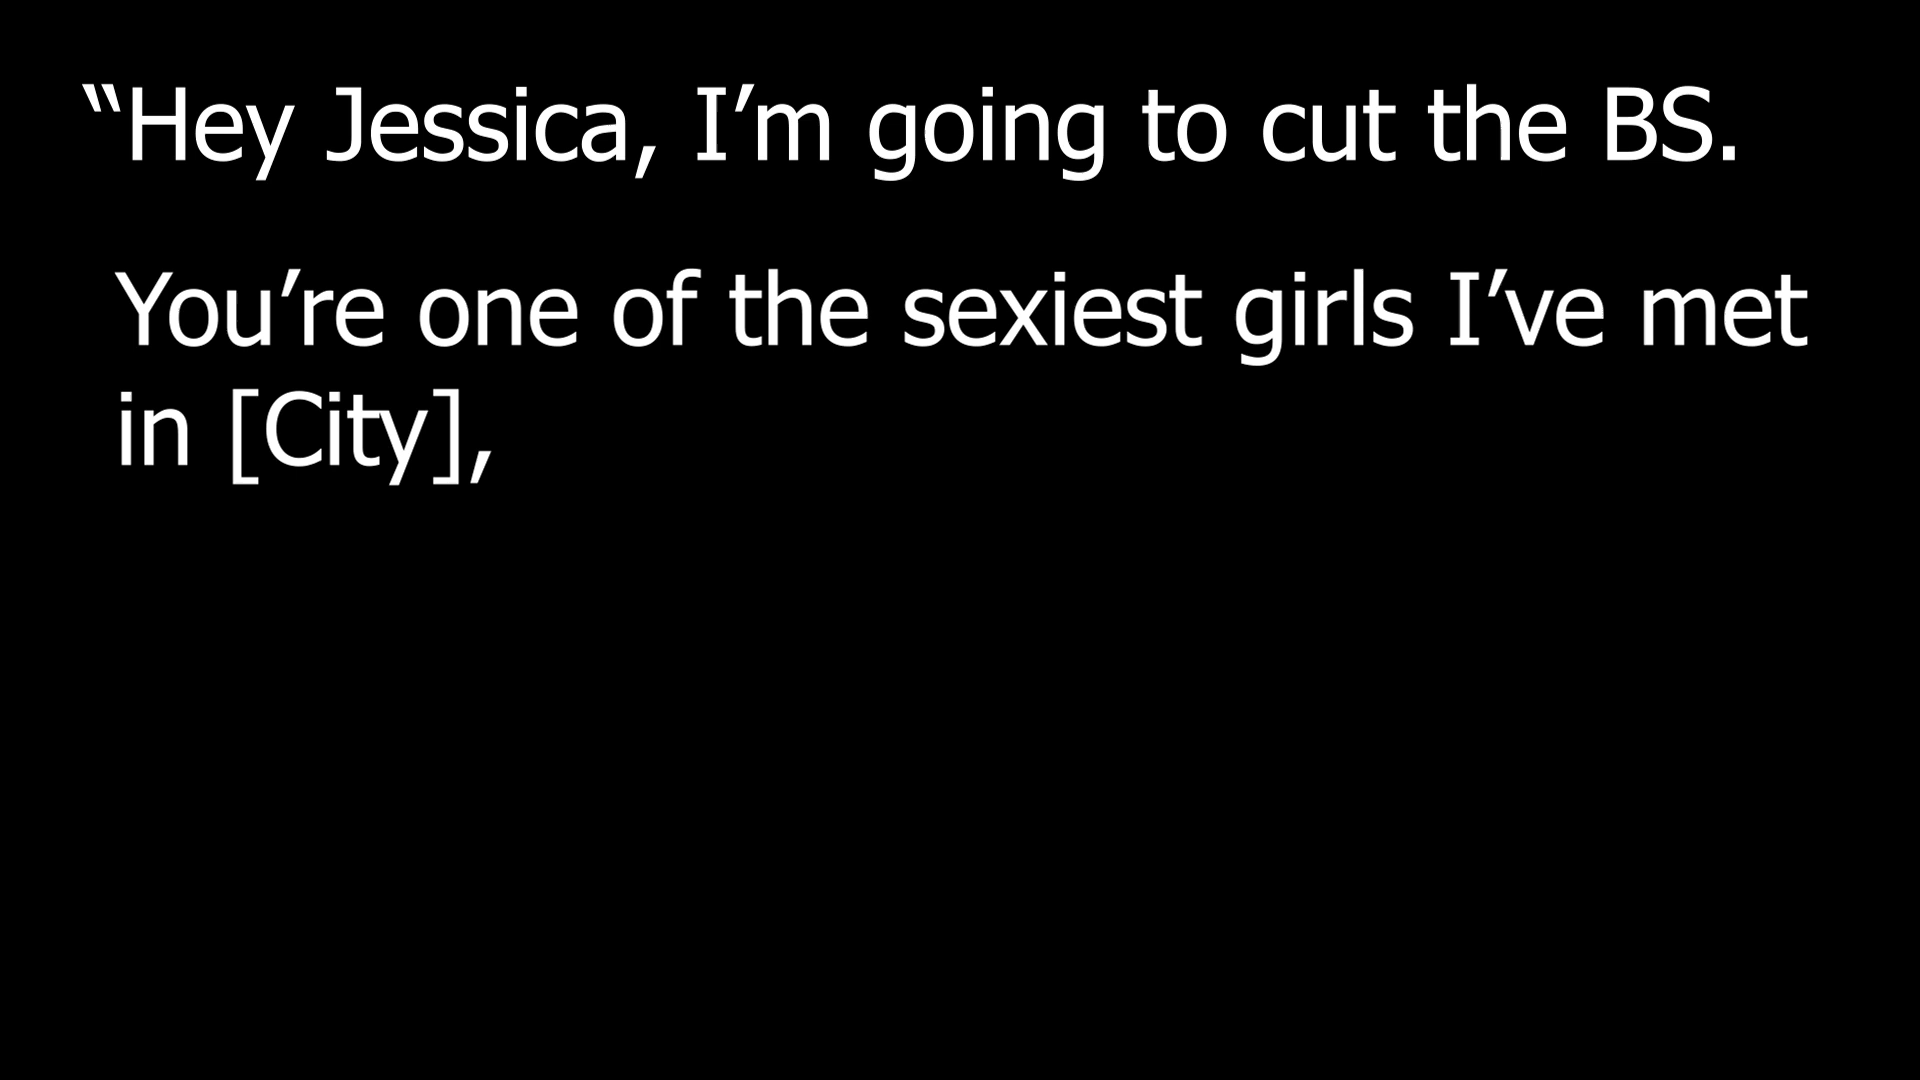 “Hey Jessica, I’m going to cut the BS.
You’re one of the sexiest girls I’ve met
in [City],